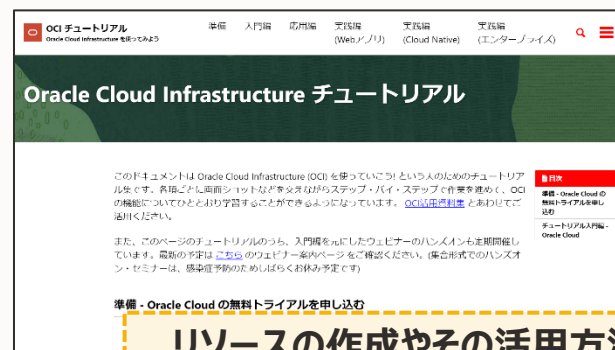 OCI チュートリアル
Oracle Cloud Infrastructure を使ってみよう
準備 入門編 応用編 実践編 (Webアプリ) 実践編 (Cloud Native) 実践編 (エンタープライズ)
Oracle Cloud Infrastructure チュートリアル
このドキュメントは Oracle Cloud Infrastructure (OCI) を使っていこう! という人のためのチュートリア
ル集です。各項ごとに画面ショットなどを交えながらステップ・バイ・ステップで作業を進めて、OCI
の機能についてひととおり学習することができるようになっています。 OCI活用資料集 とあわせてご
活用ください。
また、このページのチュートリアルのうち、入門編を元にしたウェビナーのハンズオンも定期開催し
ています。最新の予定は こちら のウェビナー案内ページ をご確認ください。(集合形式でのハンズオ
ン・セミナーは、感染症予防のためしばらくお休み予定です)
目次
準備 - Oracle Cloud の
無料トライアルを申し
込む
チュートリアル入門編 -
Oracle Cloud
準備 - Oracle Cloud の無料トライアルを申し込む
リソースの作成やその活用方